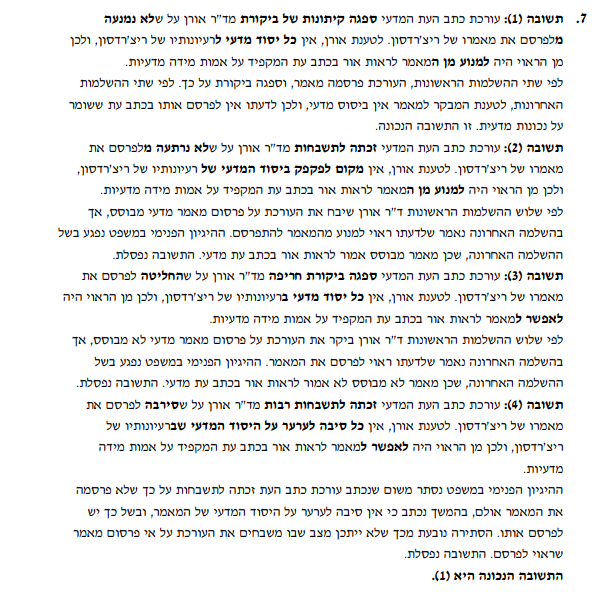 7. תשובה (1): עורכת כתב העת המדעי ספגה קיתונות של ביקורת מד"ר אורן על שלא נמנעה
מלפרסם את מאמרו של ריצ'רדסון. לטענת אורן, אין כל יסוד מדעי לרעיונותיו של ריצ'רדסון, ולכן
מן הראוי היה למנוע מן המאמר לראות אור בכתב עת המקפיד על אמות מידה מדעיות.
לפי שתי ההשלמות הראשונות, העורכת פרסמה מאמר, וספגה ביקורת על כך. לפי שתי ההשלמות
האחרונות, לטענת המבקר למאמר אין ביסוס מדעי, ולכן לדעתו אין לפרסם אותו בכתב עת ששומר
על נכונות מדעית. זו התשובה הנכונה.
תשובה (2): עורכת כתב העת המדעי זכתה לתשבחות מד"ר אורן על שלא נרתעה מלפרסם את
מאמרו של ריצ'רדסון. לטענת אורן, אין מקום לפקפק ביסוד המדעי של רעיונותיו של ריצ'רדסון,
ולכן מן הראוי היה למנוע מן המאמר לראות אור בכתב עת המקפיד על אמות מידה מדעיות.
לפי שלוש ההשלמות הראשונות ד"ר אורן שיבח את העורכת על פרסום מאמר מדעי מבוסס, אך
בהשלמה האחרונה נאמר שלדעתו ראוי למנוע מהמאמר להתפרסם. ההיגיון הפנימי במשפט נפגע בשל
ההשלמה האחרונה, שכן מאמר מבוסס אמור לראות אור בכתב עת מדעי. התשובה נפסלת.
תשובה (3): עורכת כתב העת המדעי ספגה ביקורת חריפה מד"ר אורן על שהחליטה לפרסם את
מאמרו של ריצ'רדסון. לטענת אורן, אין כל יסוד מדעי ברעיונותיו של ריצ'רדסון, ולכן מן הראוי היה
לאפשר למאמר לראות אור בכתב עת המקפיד על אמות מידה מדעיות.
לפי שלוש ההשלמות הראשונות ד"ר אורן ביקר את העורכת על פרסום מאמר מדעי לא מבוסס, אך
בהשלמה האחרונה נאמר שלדעתו ראוי לפרסם את המאמר. ההיגיון הפנימי במשפט נפגע בשל
ההשלמה האחרונה, שכן מאמר לא מבוסס לא אמור לראות אור בכתב עת מדעי. התשובה נפסלת.
תשובה (4): עורכת כתב העת המדעי זכתה לתשבחות רבות מד"ר אורן על שסירבה לפרסם את
מאמרו של ריצ'רדסון. לטענת אורן, אין כל סיבה לערער על היסוד המדעי שברעיונותיו של
ריצ'רדסון, ולכן מן הראוי היה לאפשר למאמר לראות אור בכתב עת המקפיד על אמות מידה
מדעיות.
ההיגיון הפנימי במשפט נסתר משום שנכתב עורכת כתב העת זכתה לתשבחות על כך שלא פרסמה
את המאמר אולם, בהמשך נכתב כי אין סיבה לערער על היסוד המדעי של המאמר, ובשל כך יש
לפרסם אותו. הסתירה נובעת מכך שלא ייתכן מצב שבו משבחים את העורכת על אי פרסום מאמר
שראוי לפרסם. התשובה נפסלת.
התשובה הנכונה היא (1).